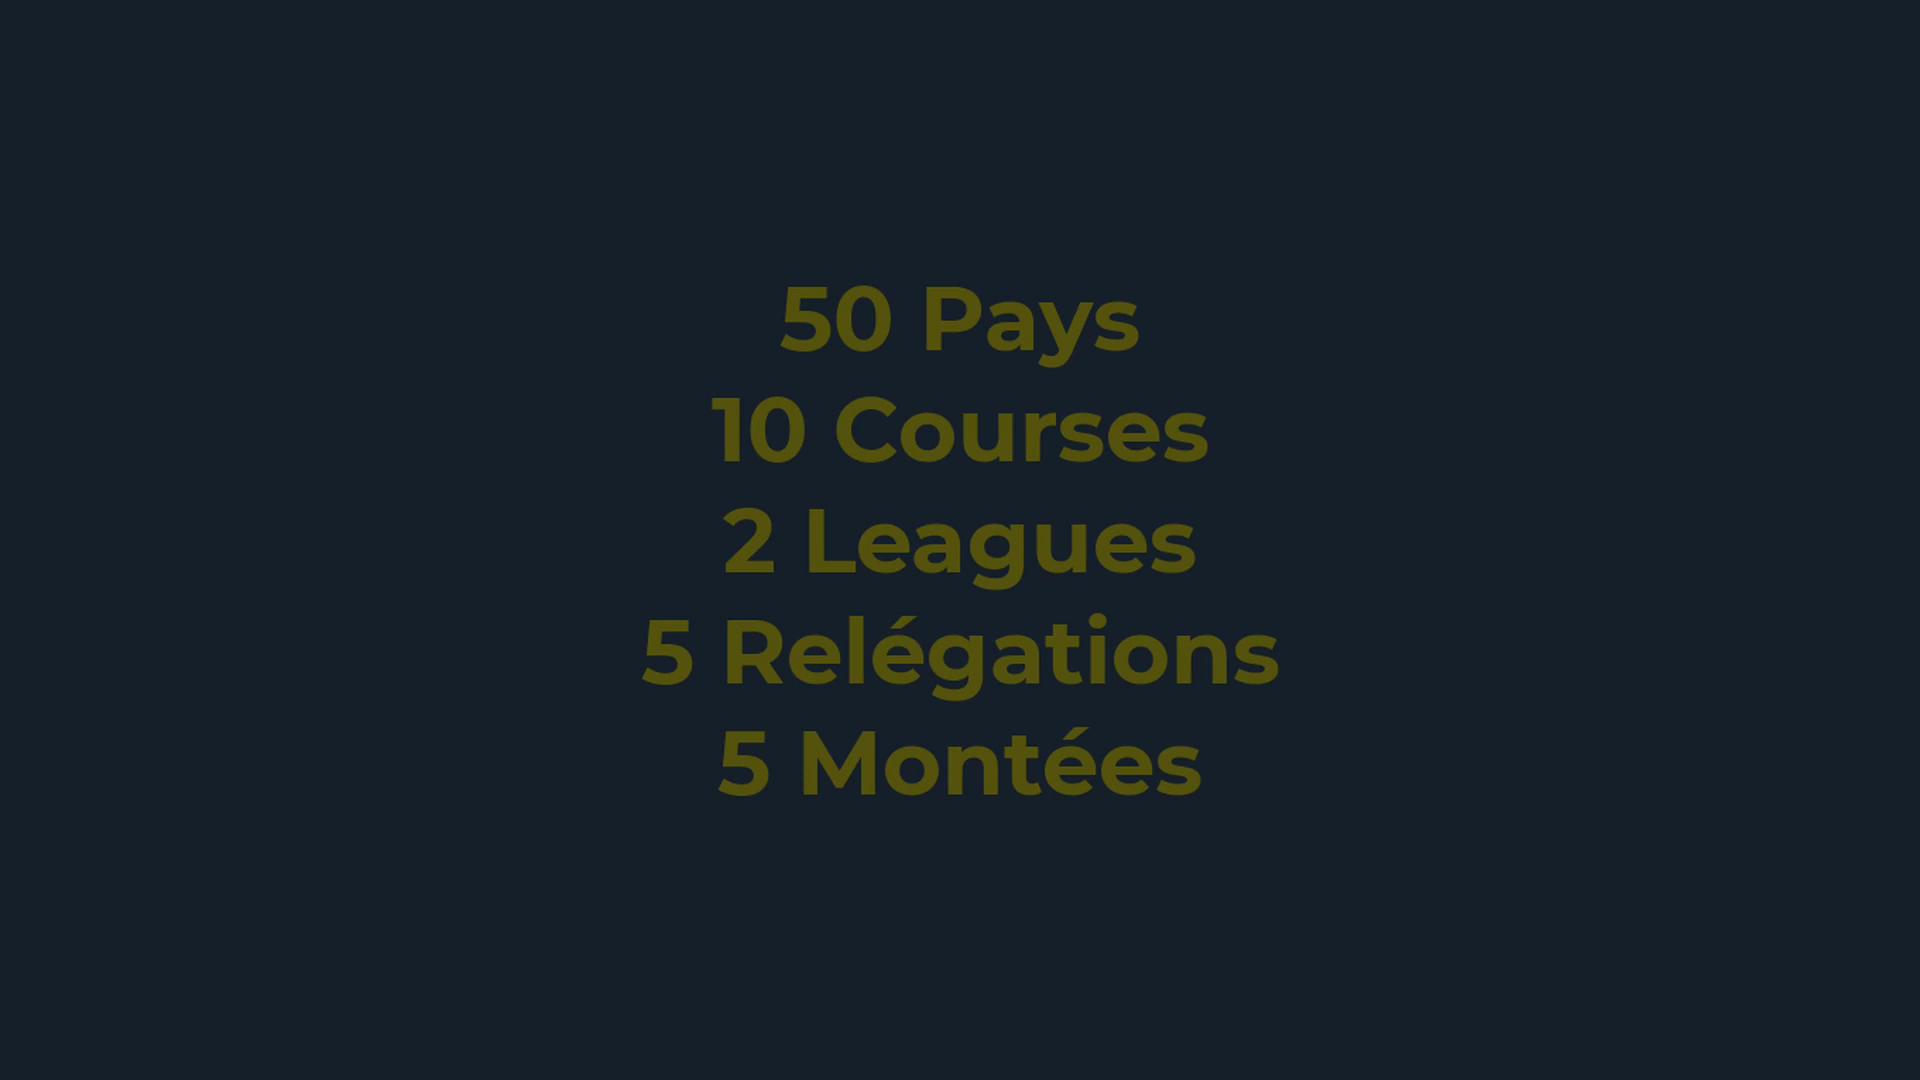 50 Pays
10 Courses
2 Leagues
5 Relégations
5 Montées